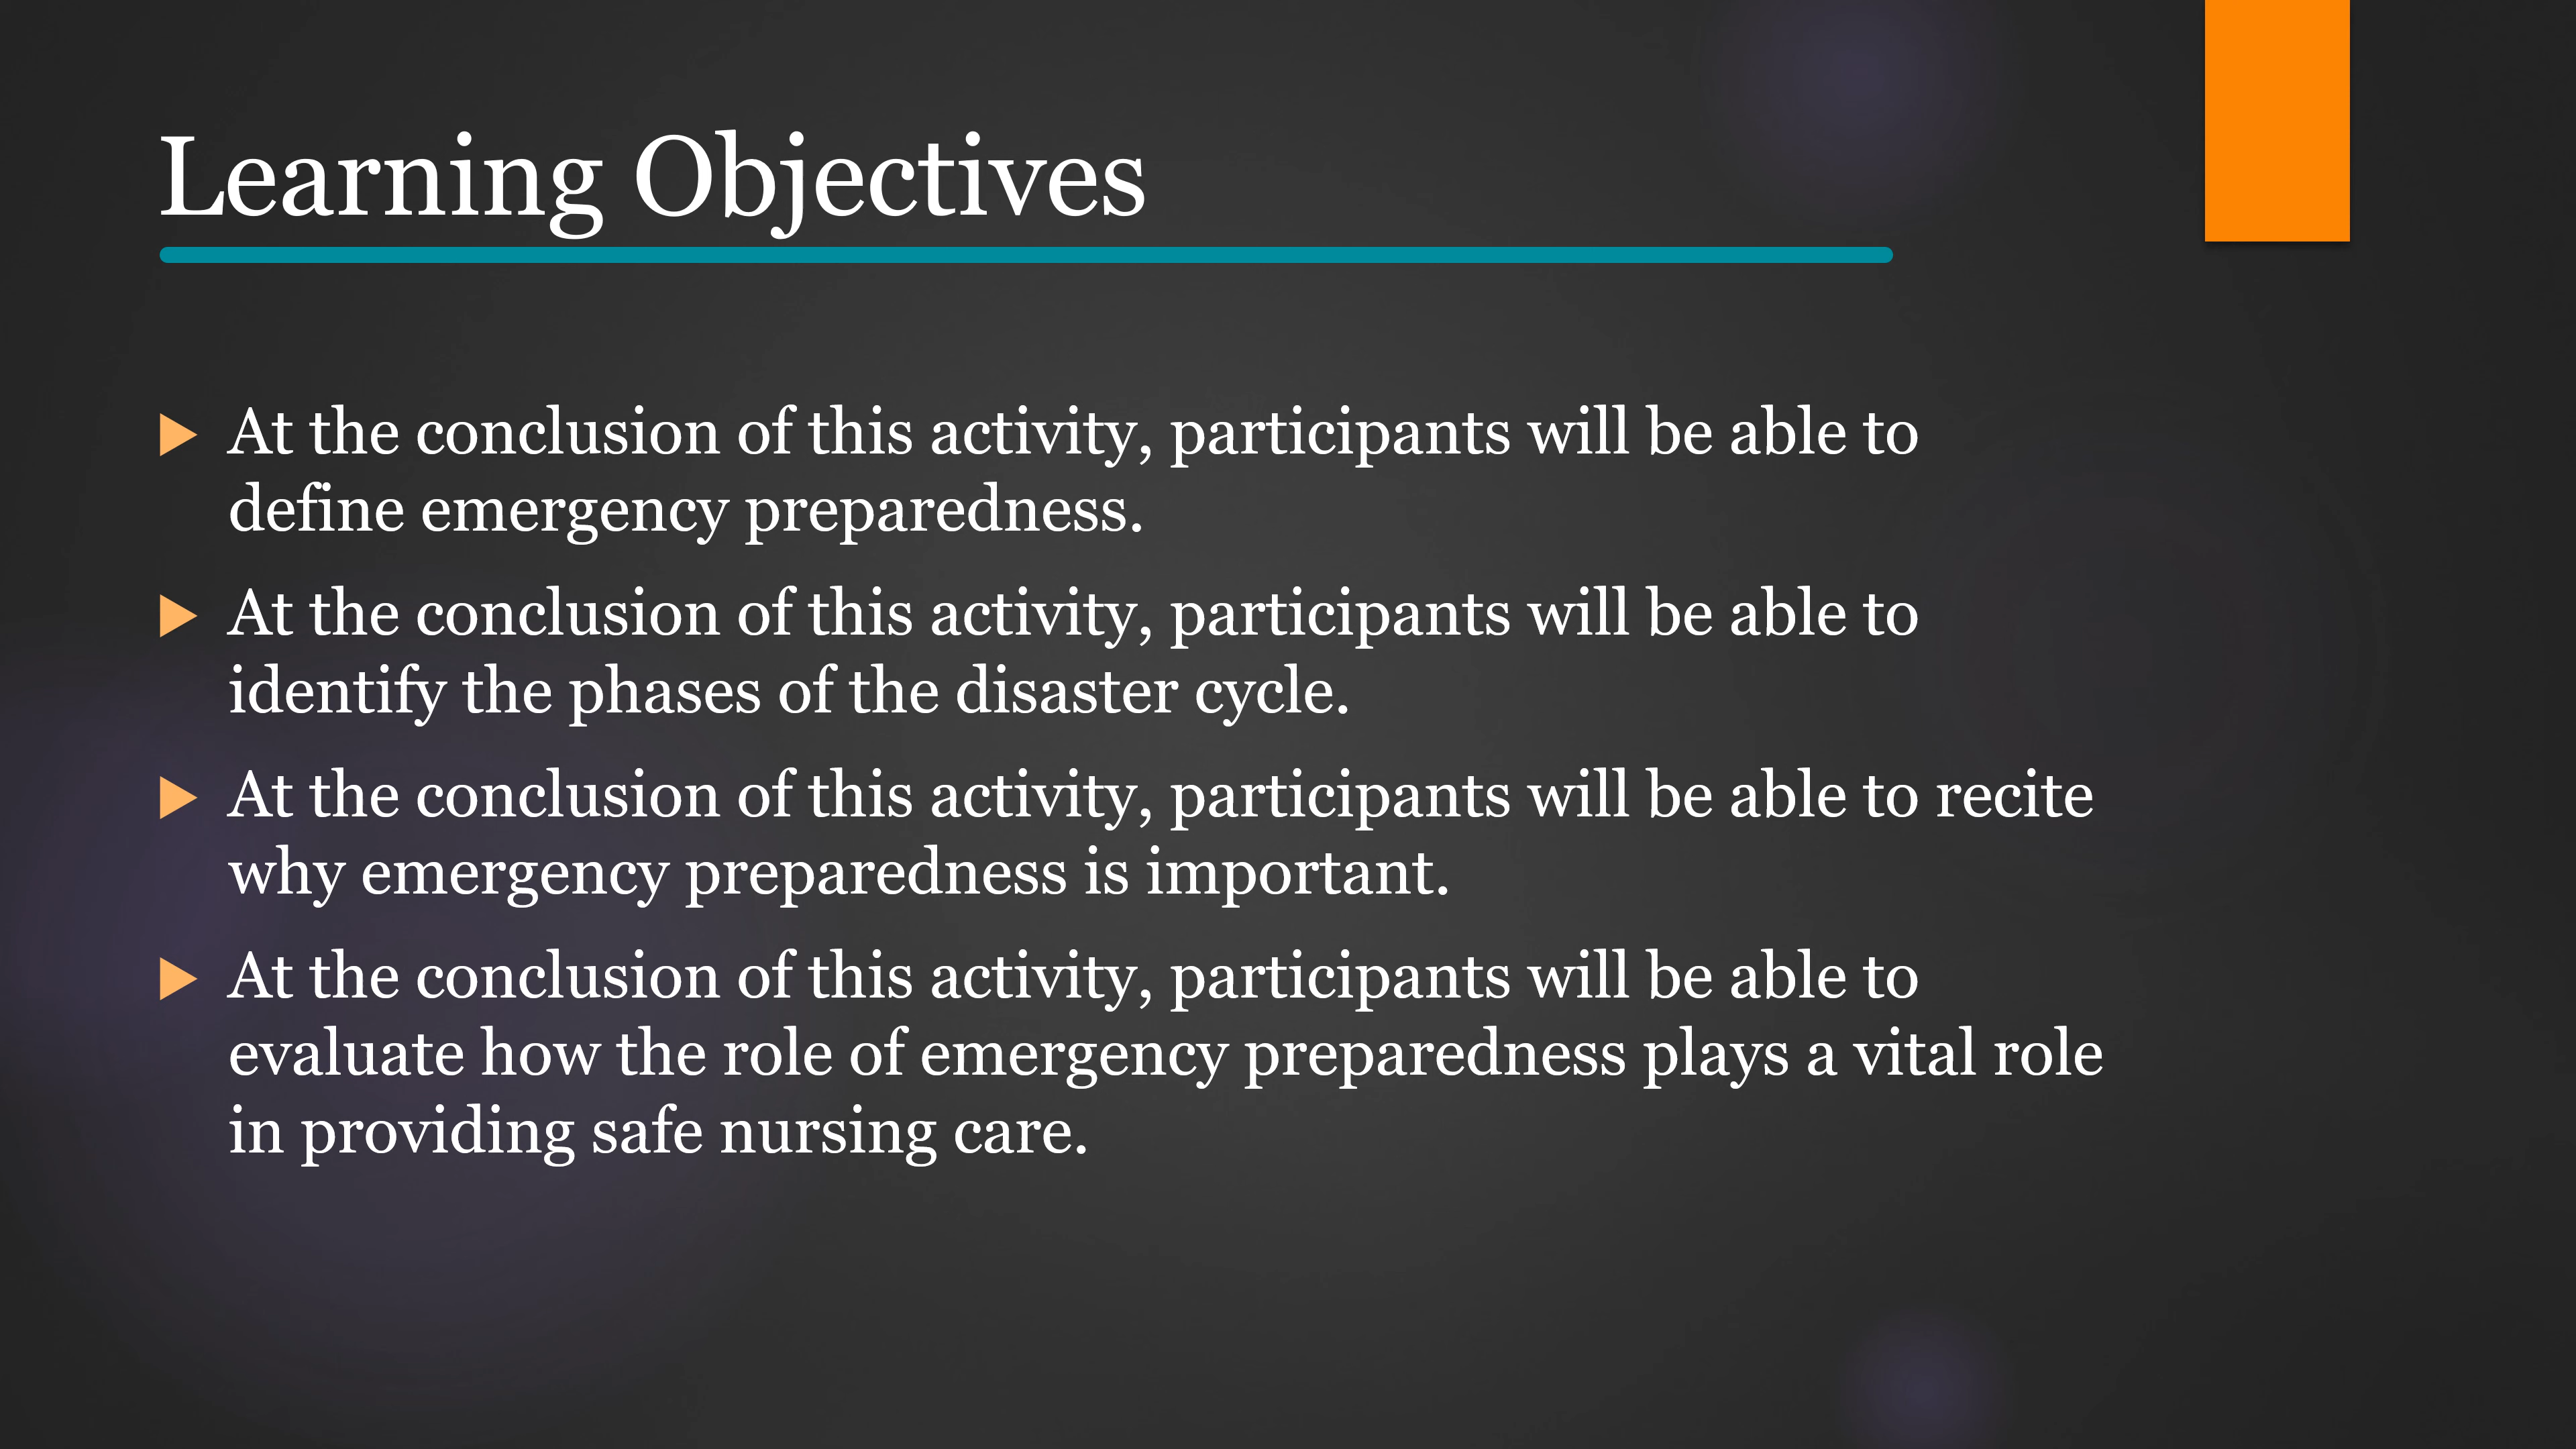 Learning Objectives
At the conclusion of this activity, participants will be able to
define emergency preparedness.
At the conclusion of this activity, participants will be able to
identify the phases of the disaster cycle.
At the conclusion of this activity, participants will be able to recite
why emergency preparedness is important.
At the conclusion of this activity, participants will be able to
evaluate how the role of emergency preparedness plays a vital role
in providing safe nursing care.